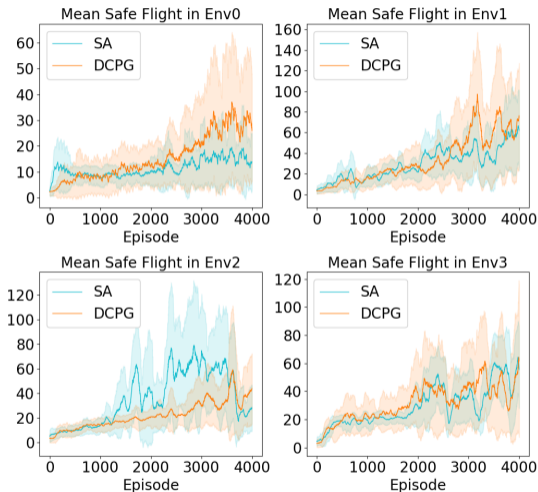 Mean Safe Flight in Env0
SA
DCPG
60
50
40
30
20
10
0
0 1000 2000 3000 4000
Episode
Mean Safe Flight in Env1
SA
DCPG
160
140
120
100
80
60
40
20
0
0 1000 2000 3000 4000
Episode
Mean Safe Flight in Env2
SA
DCPG
120
100
80
60
40
20
0
0 1000 2000 3000 4000
Episode
Mean Safe Flight in Env3
SA
DCPG
120
100
80
60
40
20
0
0 1000 2000 3000 4000
Episode